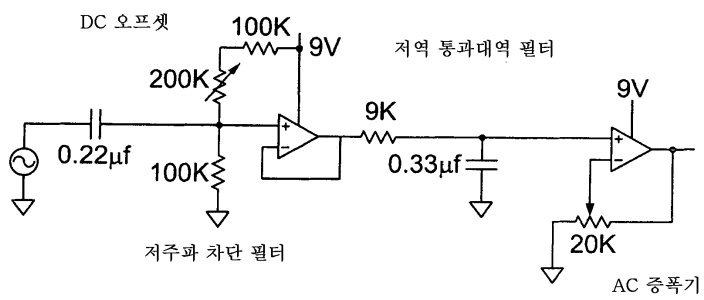 DC 오프셋
100K
9V
200K
0.22µf
100K
저주파 차단 필터
저역 통과대역 필터
9K
0.33µf
9V
20K
AC 증폭기